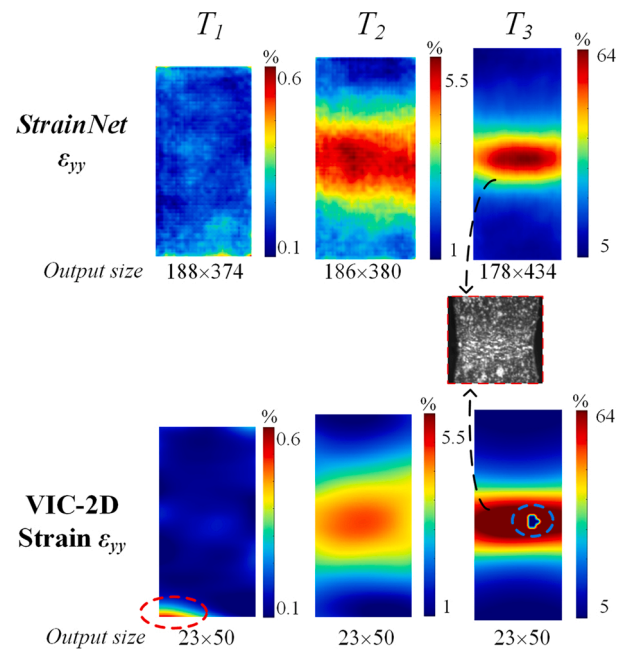 T1 T2 T3
% % %
0.6 5.5 64
StrainNet
εyy
0.1 1 5
Output size 188×374 186×380 178×434
% % %
0.6 5.5 64
VIC-2D
Strain εyy
0.1 1 5
Output size 23×50 23×50 23×50